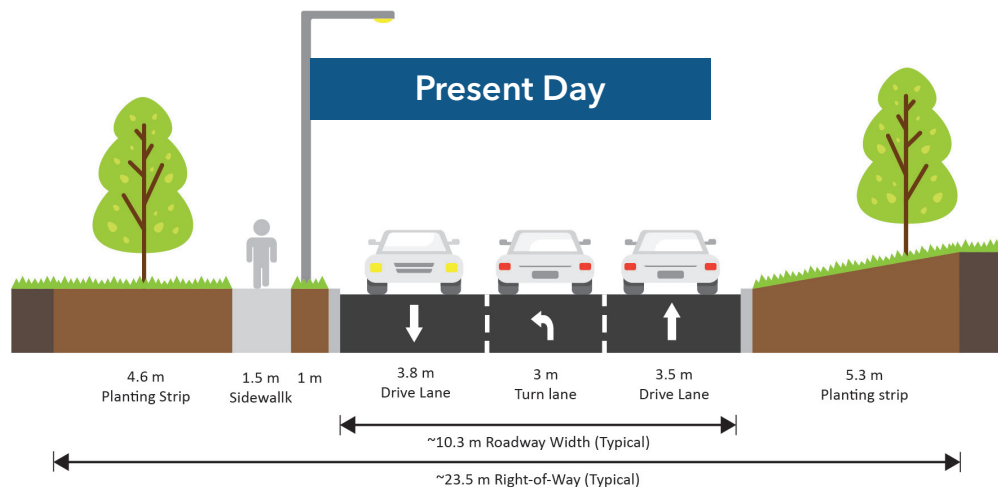 Present Day
4.6 m
Planting Strip
1.5 m
Sidewallk
1 m
3.8 m
Drive Lane
3 m
Turn lane
3.5 m
Drive Lane
5.3 m
Planting strip
~10.3 m Roadway Width (Typical)
~23.5 m Right-of-Way (Typical)